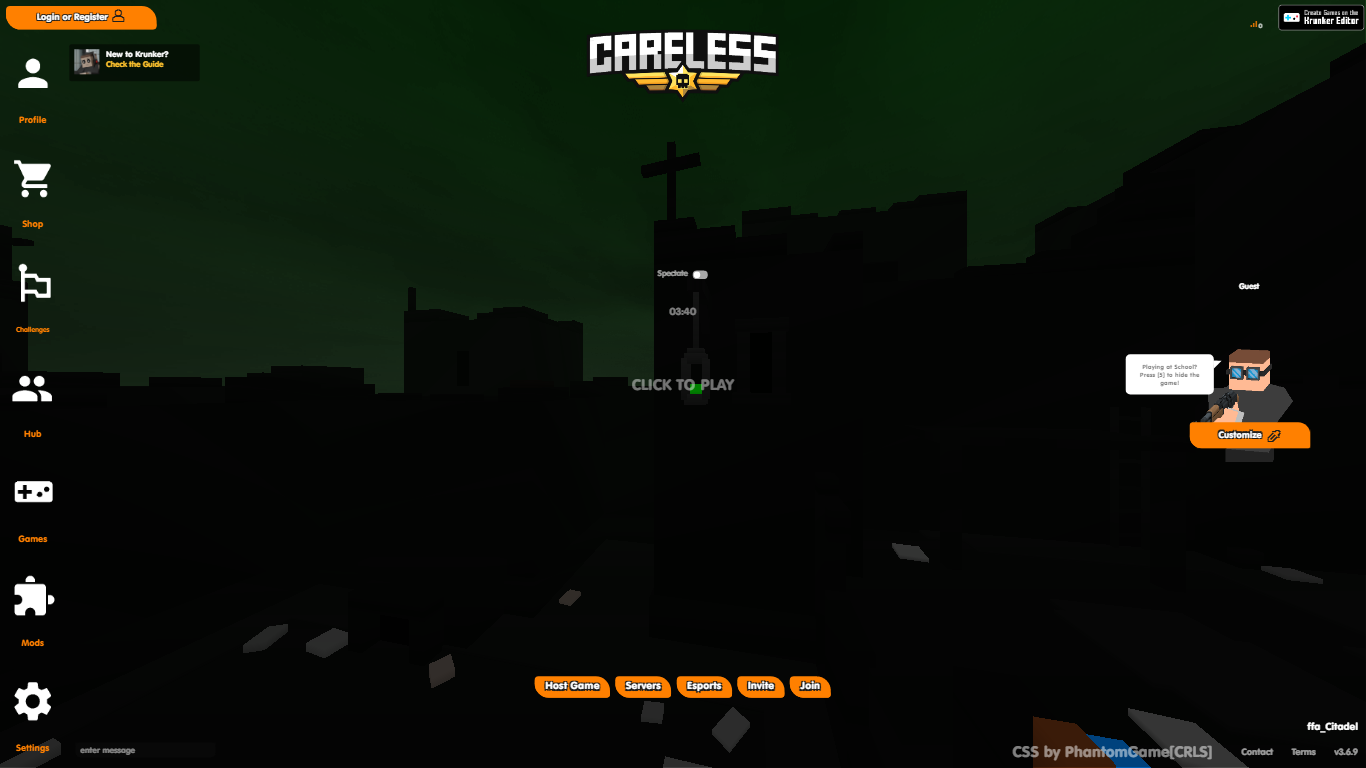 Login or Register
0
Create Games on the
Krunker Editor
New to Krunker?
Check the Guide
CARELESS
Profile
Shop
Challenges
Hub
Games
Mods
Settings
Spectate
03:40
CLICK TO PLAY
Guest
Playing at School?
Press [5] to hide the
game!
Customize
Host Game
Servers
Esports
Invite
Join
ffa_Citadel
enter message
CSS by PhantomGame[CRLS]
Contact
Terms
v3.6.9